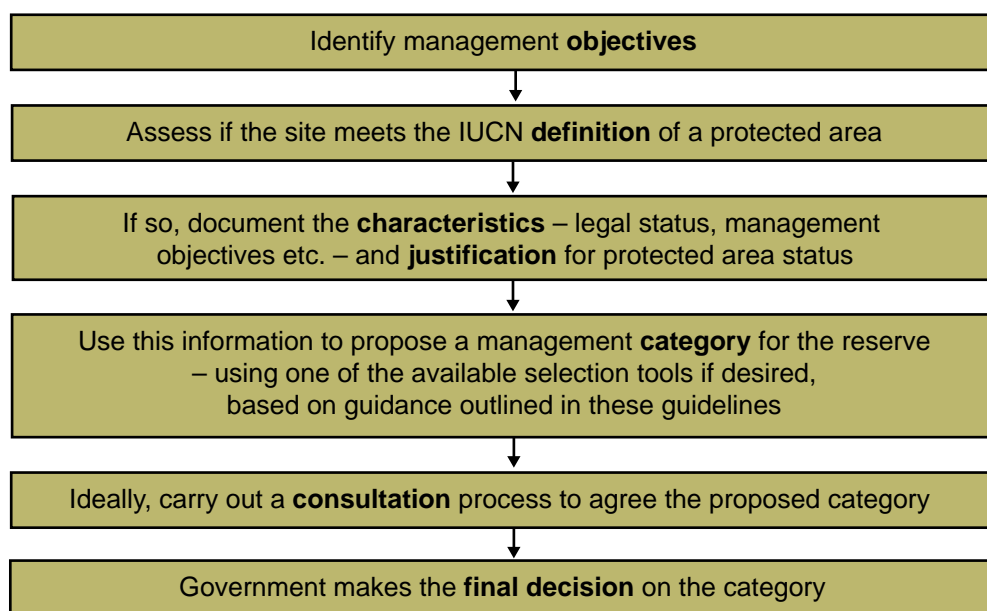 Identify management objectives
Assess if the site meets the IUCN definition of a protected area
If so, document the characteristics – legal status, management
objectives etc. – and justification for protected area status
Use this information to propose a management category for the reserve
– using one of the available selection tools if desired,
based on guidance outlined in these guidelines
Ideally, carry out a consultation process to agree the proposed category
Government makes the final decision on the category